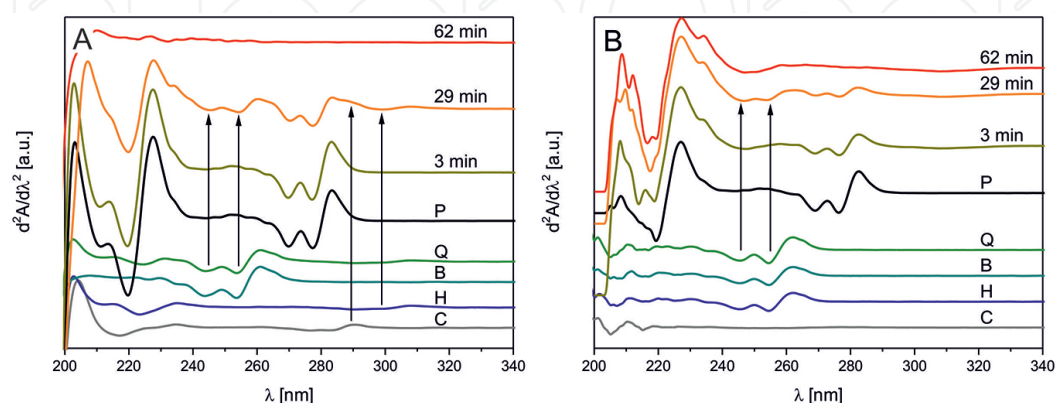 A
62 min
29 min
3 min
P
Q
B
H
C
d²A/dλ² [a.u.]
200 220 240 260 280 300 320 340
λ [nm]
B
62 min
29 min
3 min
P
Q
B
H
C
d²A/dλ² [a.u.]
200 220 240 260 280 300 320 340
λ [nm]